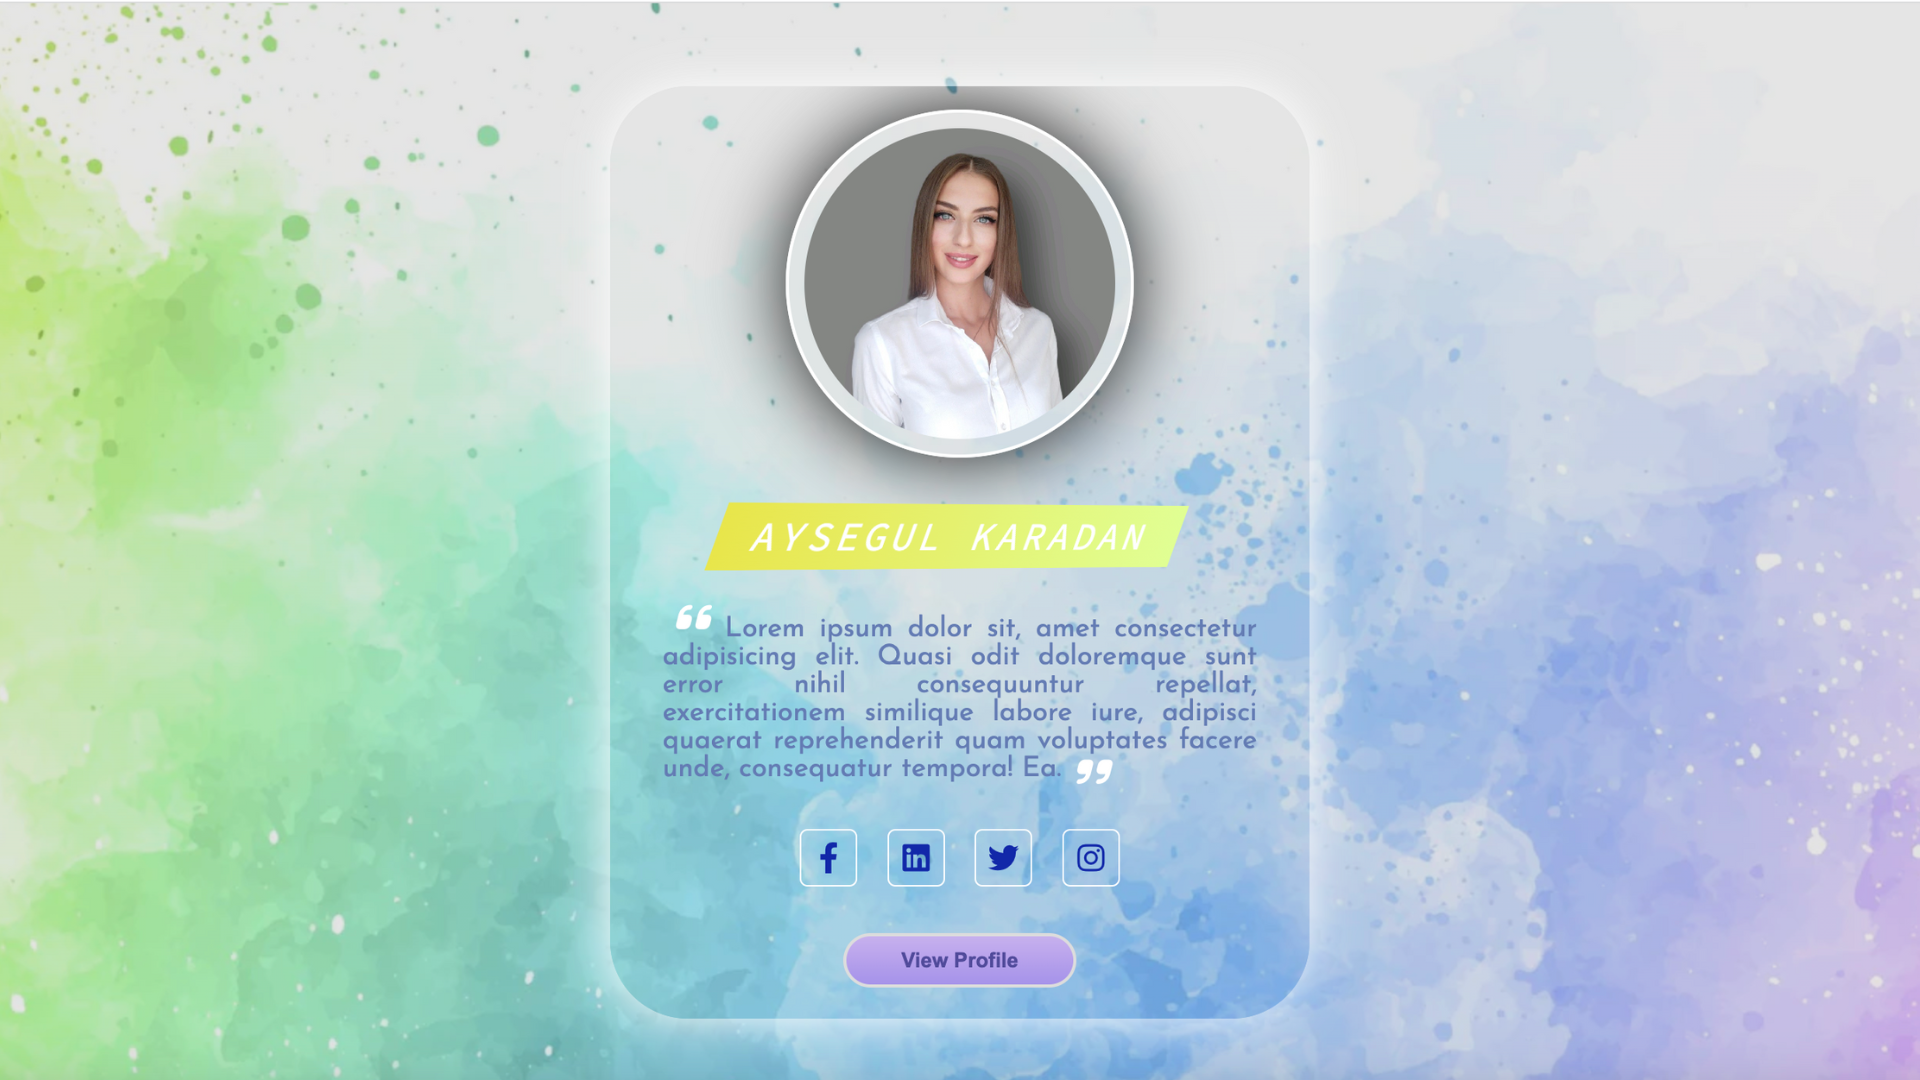 AYSEGUL KARADAN
❝ Lorem ipsum dolor sit, amet consectetur
adipisicing elit. Quasi odit doloremque sunt
error nihil consequuntur repellat,
exercitationem similique labore iure, adipisci
quaerat reprehenderit quam voluptates facere
unde, consequatur tempora! Ea. ❞
View Profile